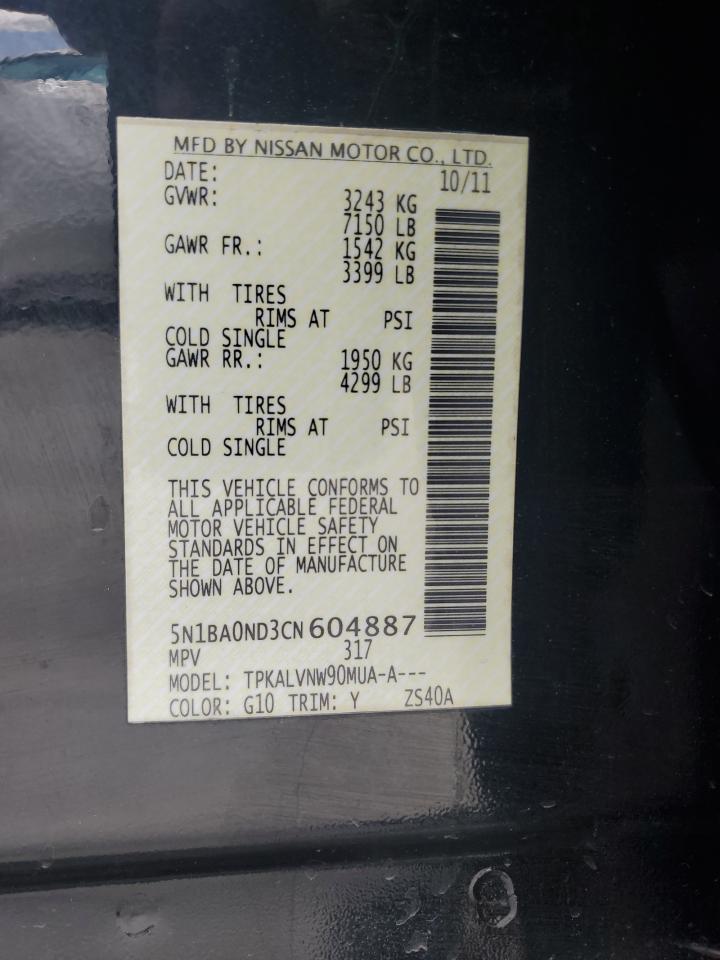 MFD BY NISSAN MOTOR CO., LTD.
DATE: 10/11
GVWR: 3243 KG
7150 LB
GAWR FR.: 1542 KG
3399 LB
WITH TIRES
RIMS AT PSI
COLD SINGLE
GAWR RR.: 1950 KG
4299 LB
WITH TIRES
RIMS AT PSI
COLD SINGLE
THIS VEHICLE CONFORMS TO
ALL APPLICABLE FEDERAL
MOTOR VEHICLE SAFETY
STANDARDS IN EFFECT ON
THE DATE OF MANUFACTURE
SHOWN ABOVE.
5N1BA0ND3CN604887
MPV 317
MODEL: TPKALVNW90MUA-A---
COLOR: G10 TRIM: Y ZS40A